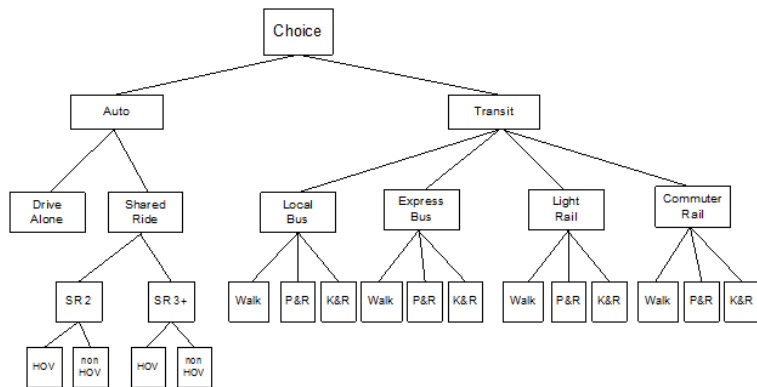 Choice
Auto
Transit
Drive
Alone
Shared
Ride
Local
Bus
Express
Bus
Light
Rail
Commuter
Rail
SR 2
SR 3+
Walk
P&R
K&R
Walk
P&R
K&R
Walk
P&R
K&R
Walk
P&R
K&R
HOV
non
HOV
HOV
non
HOV